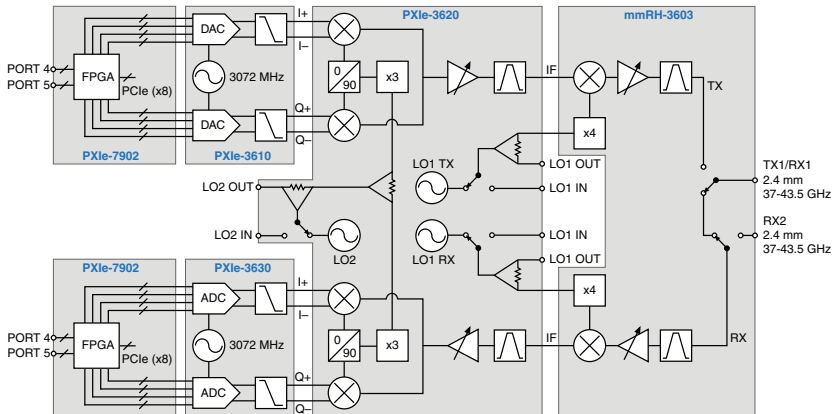 PXIe-3620 mmRH-3603
DAC I+
I–
PORT 4
PORT 5 FPGA PCIe (x8) 3072 MHz 0
90 x3 IF TX
DAC Q+
Q–
x4
PXIe-7902 PXIe-3610
LO1 TX LO1 OUT
LO2 OUT LO1 IN
TX1/RX1
2.4 mm
37-43.5 GHz
LO2 IN LO2 LO1 RX LO1 IN
LO1 OUT
RX2
2.4 mm
37-43.5 GHz
PXIe-7902 PXIe-3630
ADC I+
I–
x4
PORT 4
PORT 5 FPGA PCIe (x8) 3072 MHz 0
90 x3 IF RX
ADC Q+
Q–